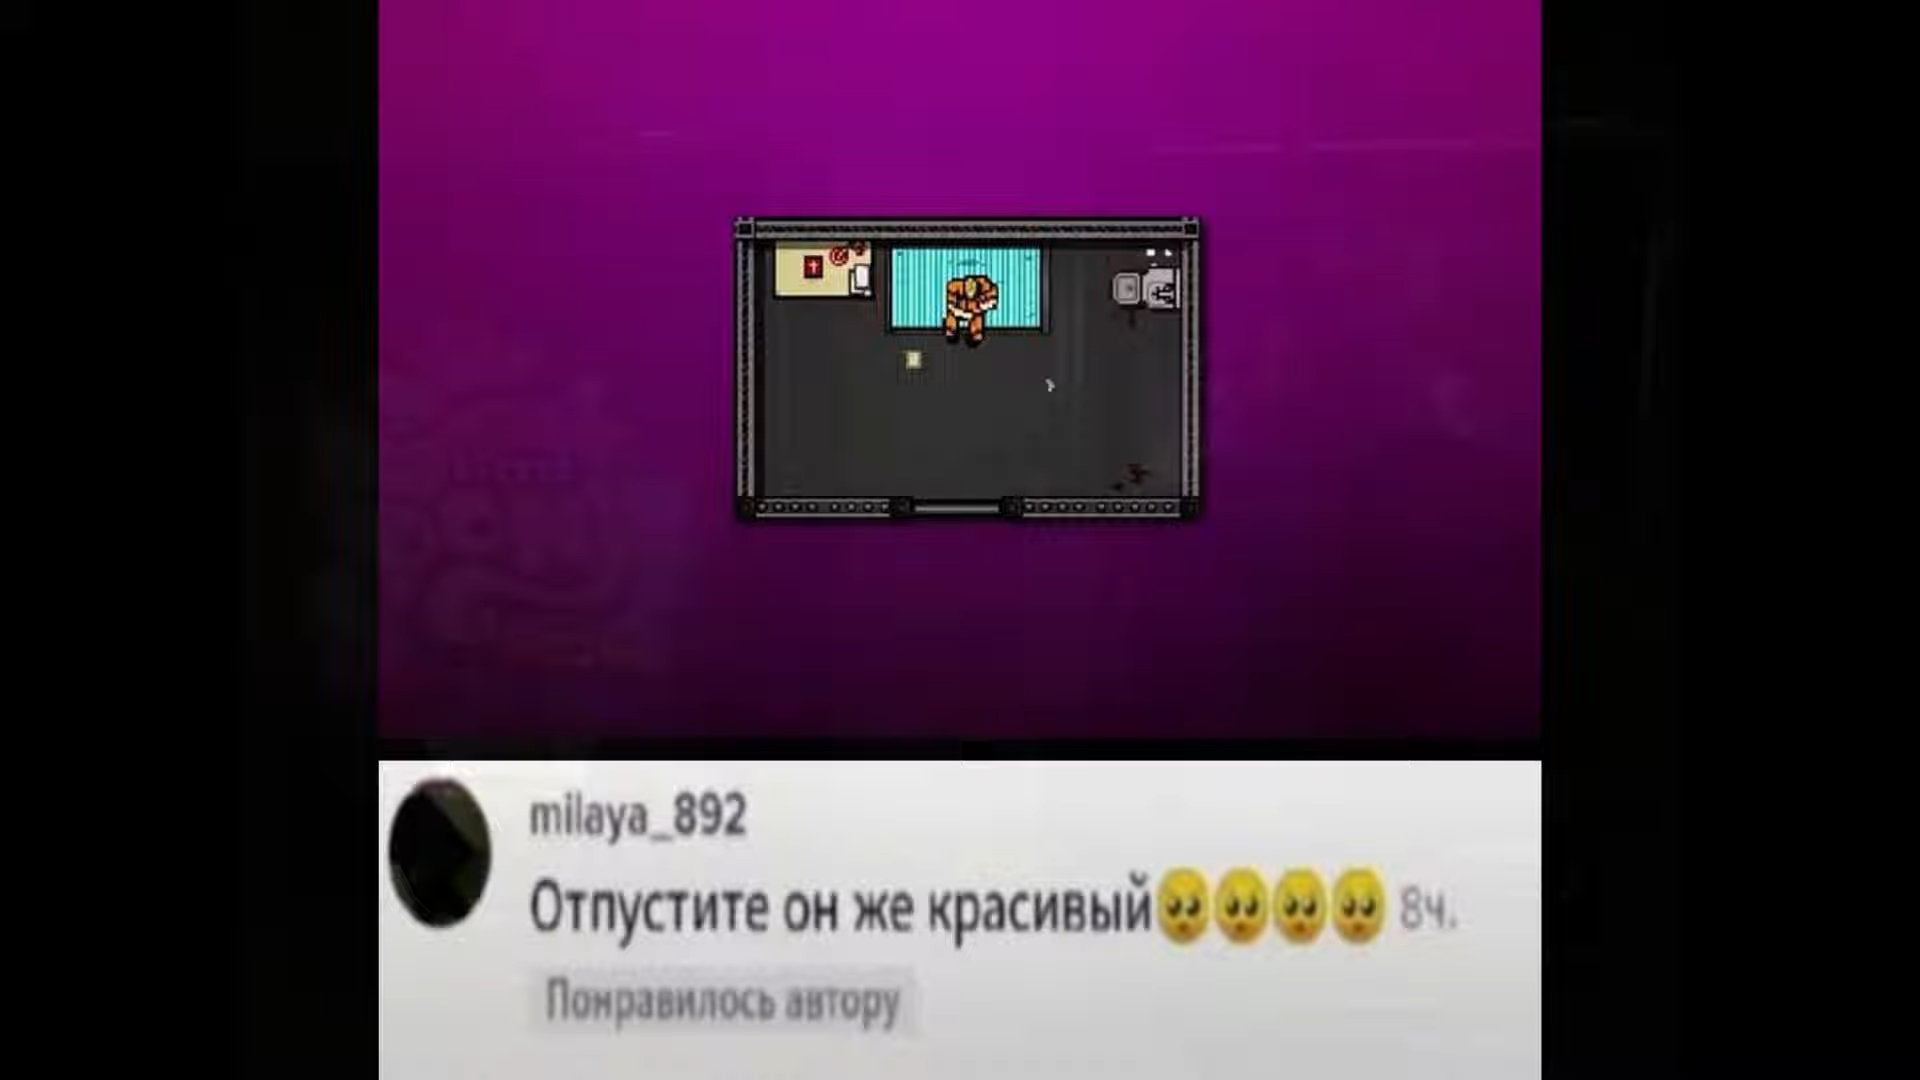 milaya_892
Отпустите он же красивый🥺🥺🥺🥺 8ч.
Понравилось автору